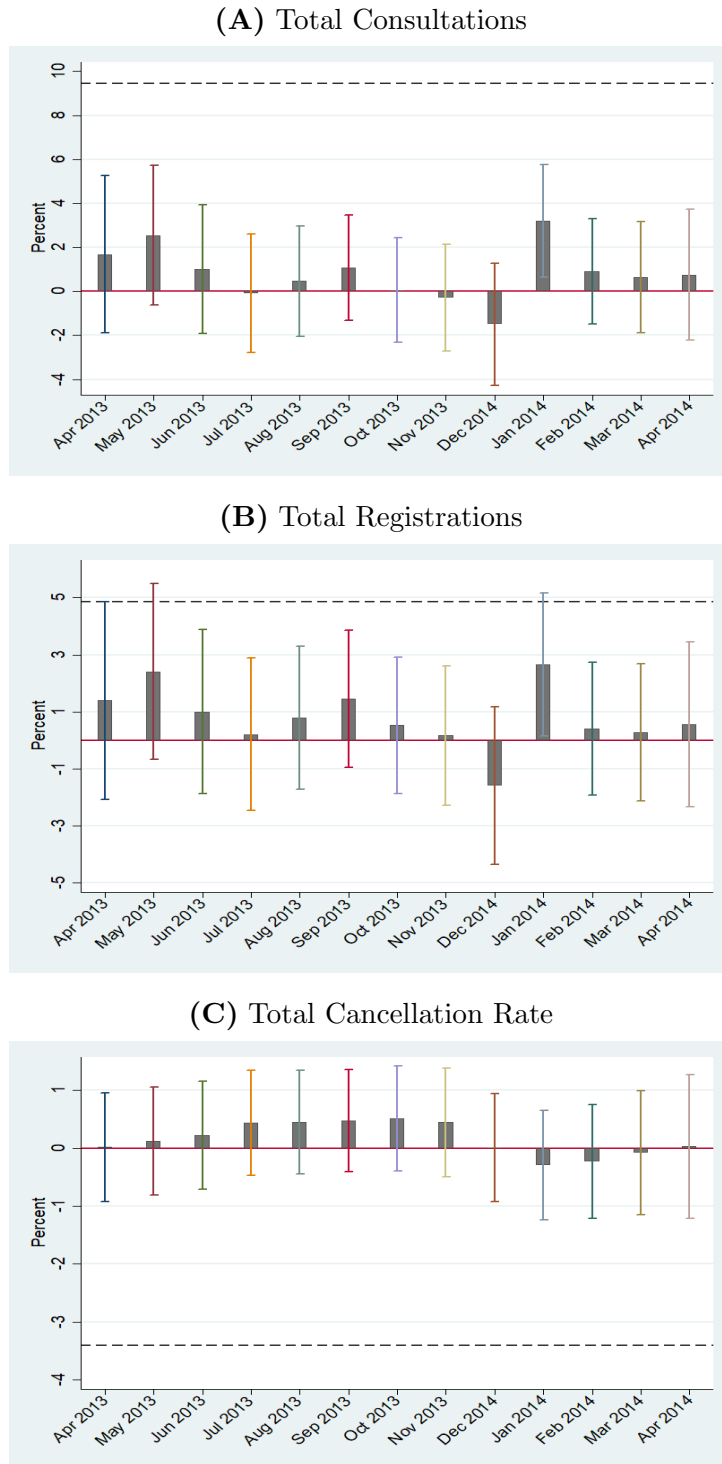 (A) Total Consultations
10
8
6
4
2
0
-2
-4
Percent
Apr 2013
May 2013
Jun 2013
Jul 2013
Aug 2013
Sep 2013
Oct 2013
Nov 2013
Dec 2014
Jan 2014
Feb 2014
Mar 2014
Apr 2014
(B) Total Registrations
5
3
1
-1
-3
-5
Percent
Apr 2013
May 2013
Jun 2013
Jul 2013
Aug 2013
Sep 2013
Oct 2013
Nov 2013
Dec 2014
Jan 2014
Feb 2014
Mar 2014
Apr 2014
(C) Total Cancellation Rate
1
0
-1
-2
-3
-4
Percent
Apr 2013
May 2013
Jun 2013
Jul 2013
Aug 2013
Sep 2013
Oct 2013
Nov 2013
Dec 2014
Jan 2014
Feb 2014
Mar 2014
Apr 2014